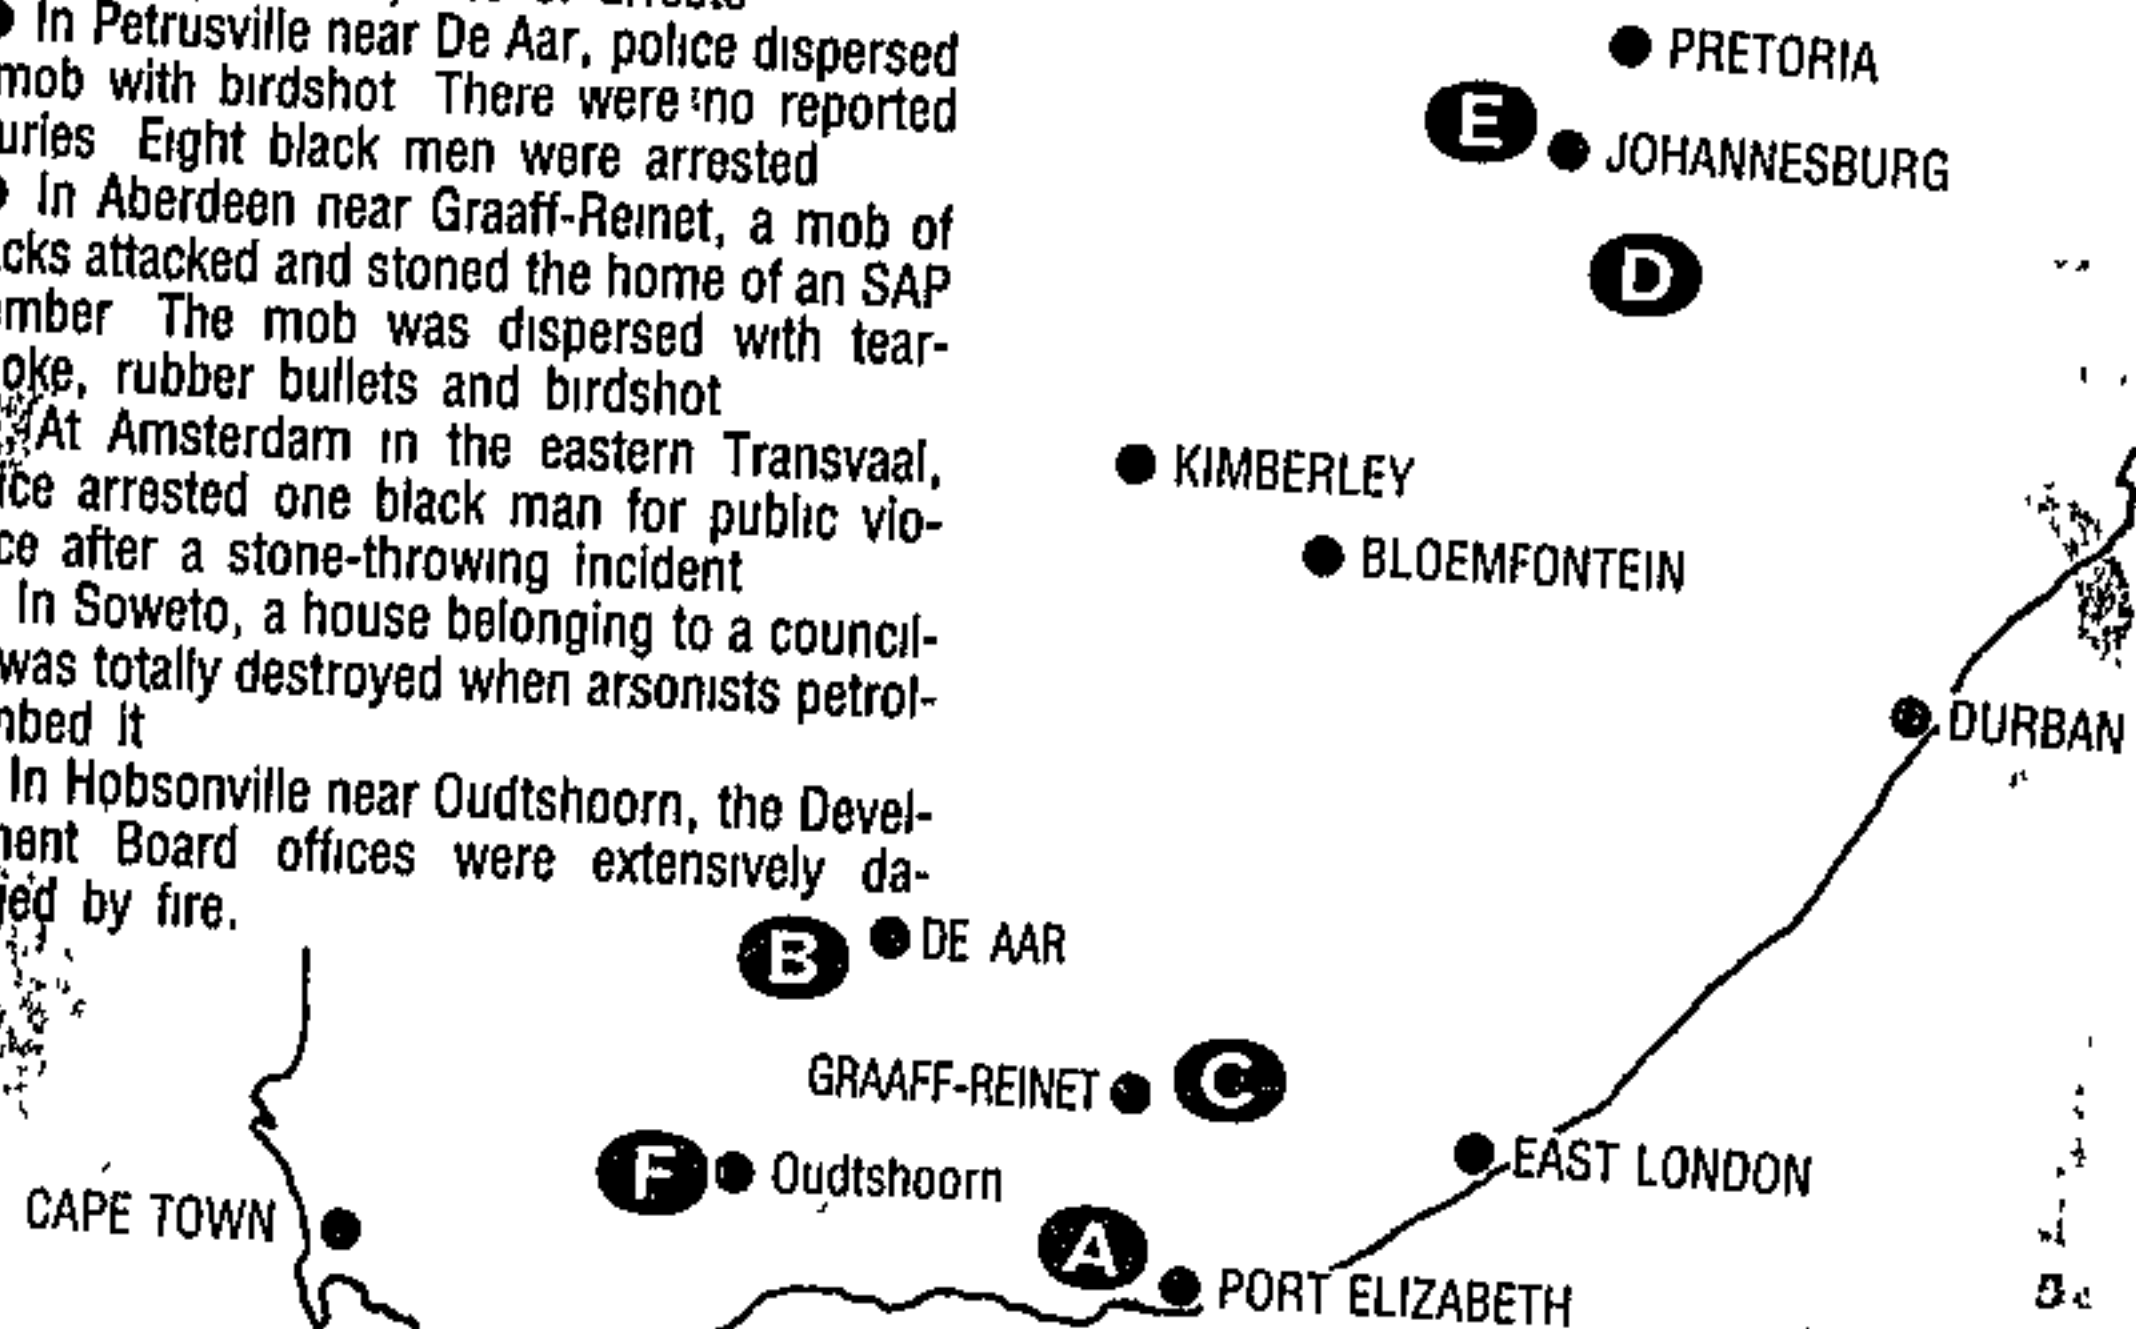 In Petrusville near De Aar, police dispersed
mob with birdshot There were no reported
uries Eight black men were arrested
In Aberdeen near Graaff-Reinet, a mob of
cks attacked and stoned the home of an SAP
mber The mob was dispersed with tear-
oke, rubber bullets and birdshot
At Amsterdam in the eastern Transvaal,
ice arrested one black man for public vio-
ce after a stone-throwing incident
In Soweto, a house belonging to a council-
was totally destroyed when arsonists petrol-
mbed it
In Hobsonville near Oudtshoorn, the Devel-
ment Board offices were extensively da-
ed by fire.
PRETORIA
E
JOHANNESBURG
D
KIMBERLEY
BLOEMFONTEIN
DURBAN
B
DE AAR
GRAAFF-REINET
C
F
Oudtshoorn
EAST LONDON
CAPE TOWN
A
PORT ELIZABETH